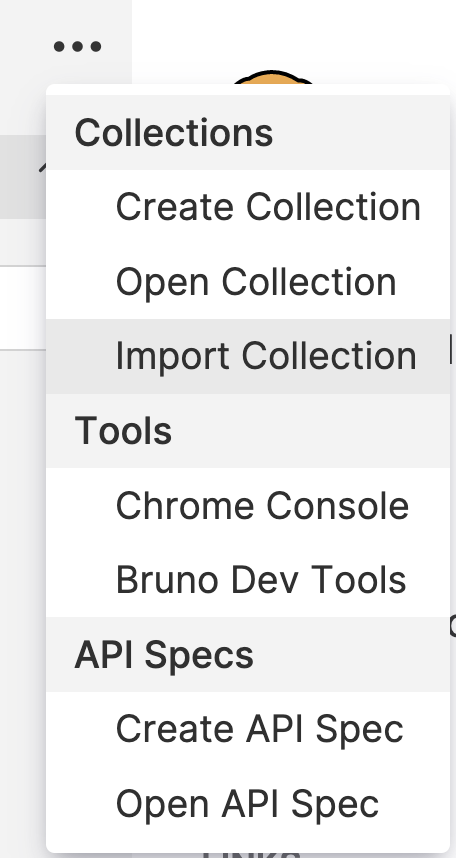 Collections
Create Collection
Open Collection
Import Collection
Tools
Chrome Console
Bruno Dev Tools
API Specs
Create API Spec
Open API Spec